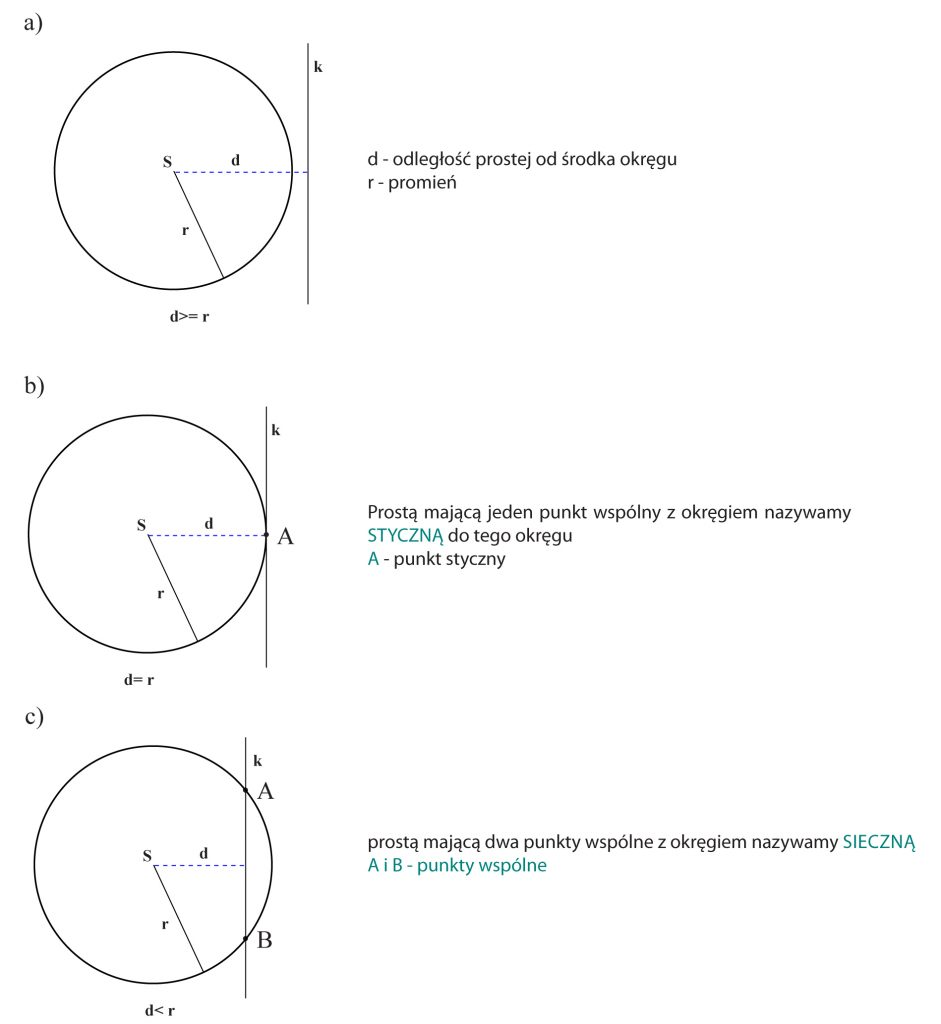 a)
k
S
d
r
d>= r
d - odległość prostej od środka okręgu
r - promień
b)
k
S
d
A
r
d= r
Prostą mającą jeden punkt wspólny z okręgiem nazywamy
STYCZNĄ do tego okręgu
A - punkt styczny
c)
k
A
S
d
r
B
d< r
prostą mającą dwa punkty wspólne z okręgiem nazywamy SIECZNĄ
A i B - punkty wspólne